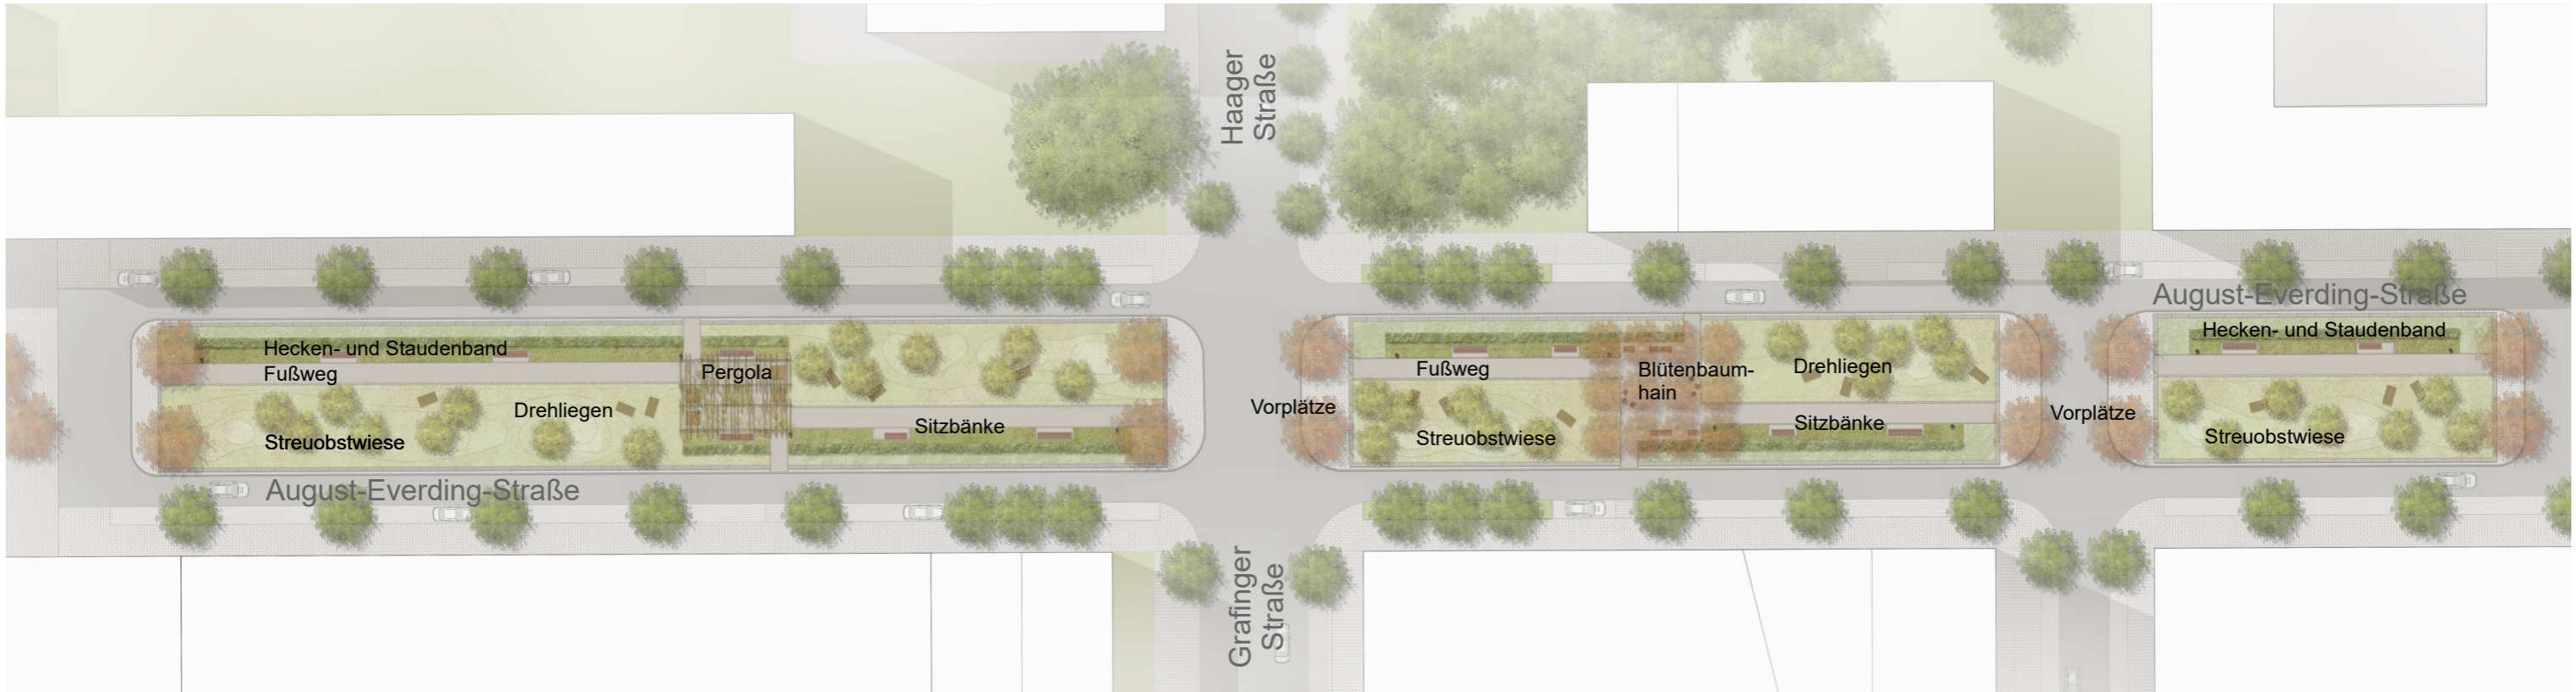 Haager
Straße
August-Everding-Straße
Hecken- und Staudenband
Fußweg
Pergola
Drehliegen
Streuobstwiese
Sitzbänke
Vorplätze
Fußweg
Blütenbaum-
hain
Drehliegen
Streuobstwiese
Sitzbänke
Vorplätze
Hecken- und Staudenband
Streuobstwiese
August-Everding-Straße
Grafinger
Straße